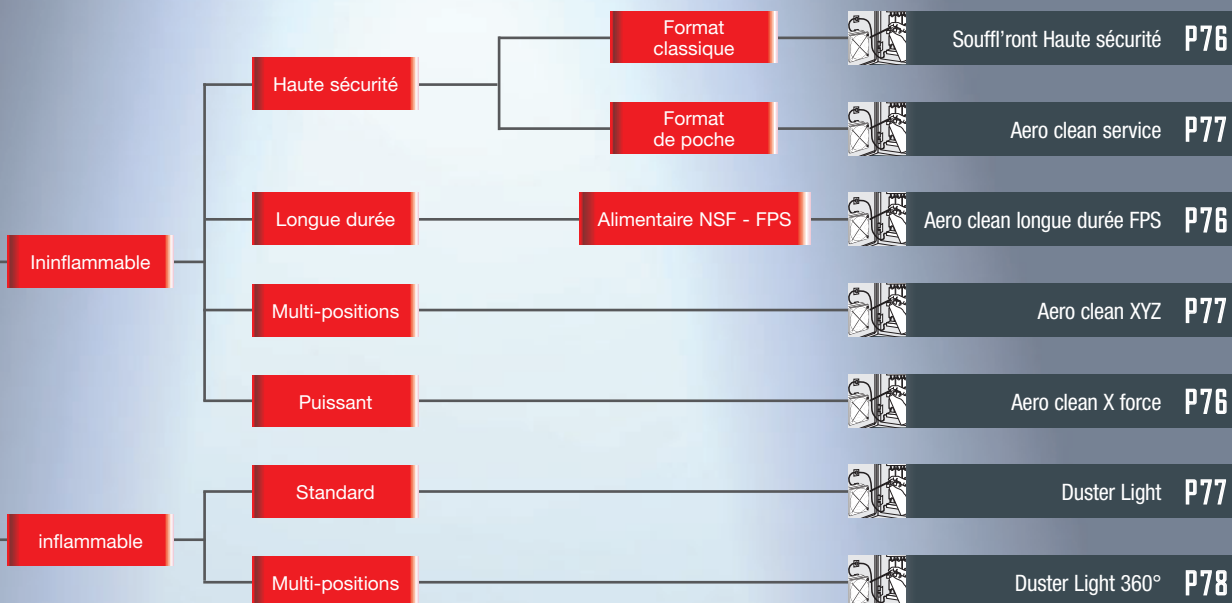 Format
classique
Souffl'ront Haute sécurité P76
Haute sécurité
Format
de poche
Aero clean service P77
Longue durée
Alimentaire NSF - FPS
Aero clean longue durée FPS P76
Ininflammable
Multi-positions
Aero clean XYZ P77
Puissant
Aero clean X force P76
Standard
Duster Light P77
inflammable
Multi-positions
Duster Light 360° P78